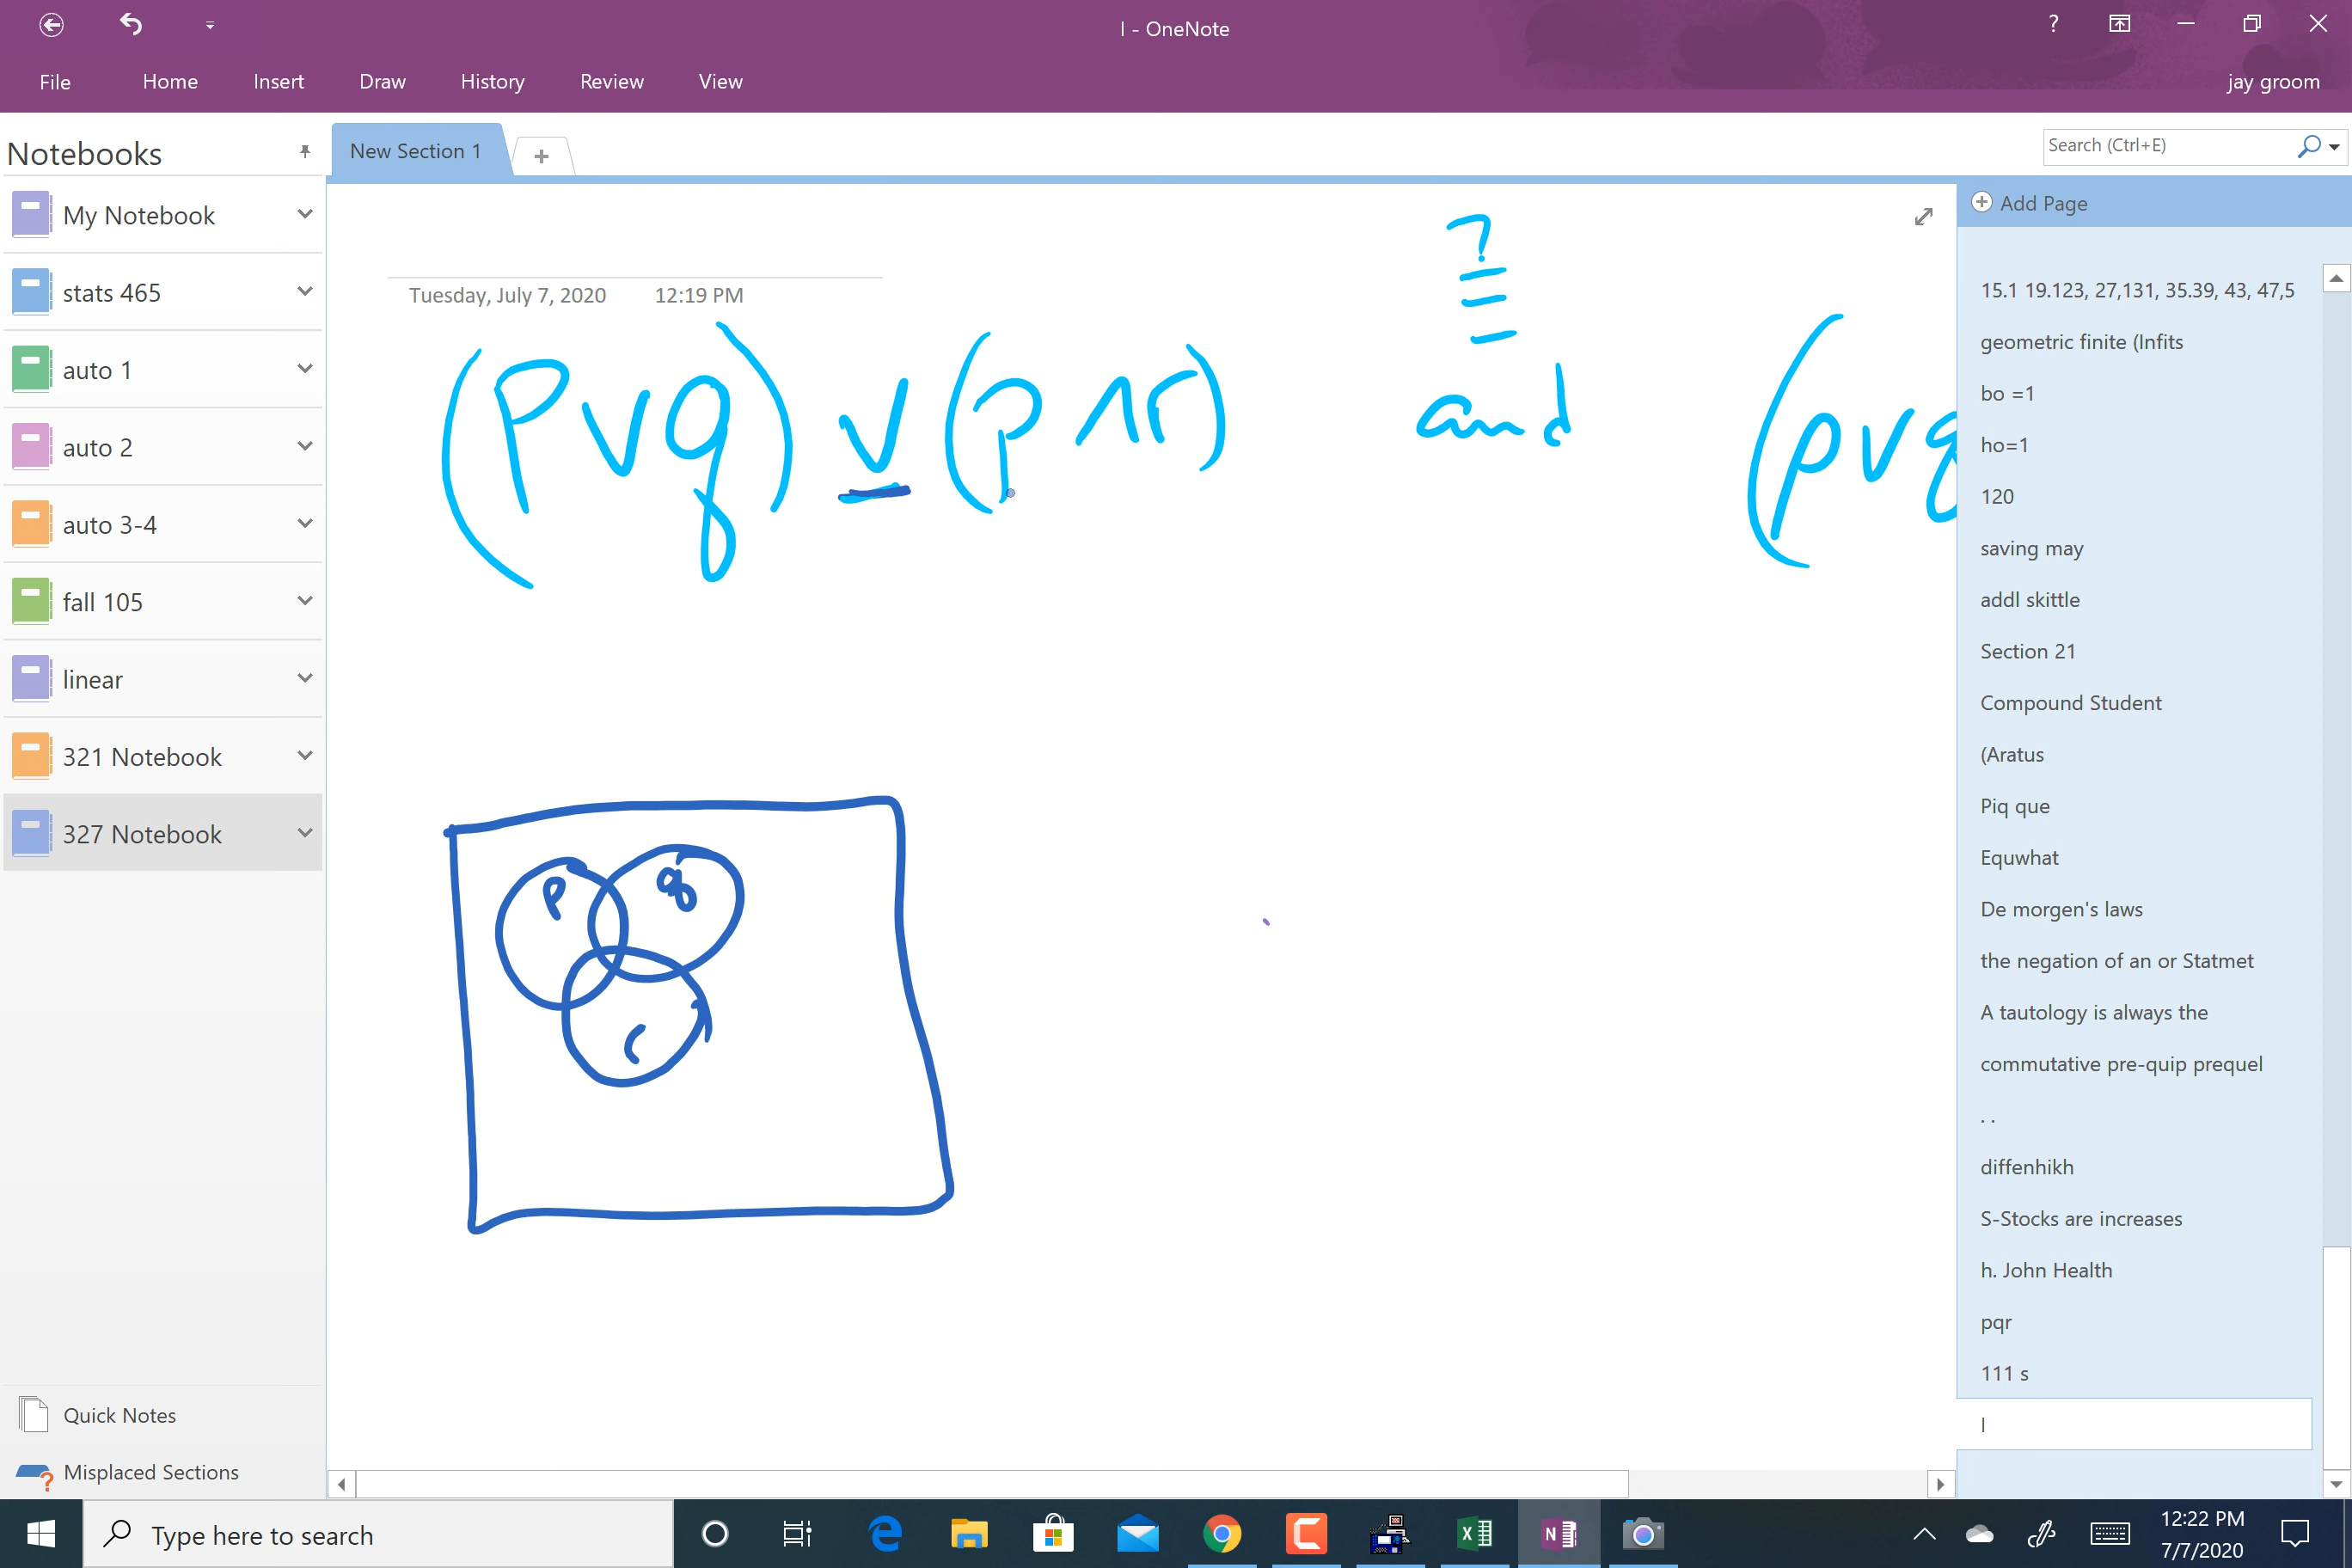 I - OneNote
?
File Home Insert Draw History Review View
jay groom
Notebooks
New Section 1 +
Search (Ctrl+E)
My Notebook
stats 465
auto 1
auto 2
auto 3-4
fall 105
linear
321 Notebook
327 Notebook
Quick Notes
Misplaced Sections
Tuesday, July 7, 2020 12:19 PM
?
≡
(p∨q) ∨ (p∧r) and (p∨q
p q
r
Add Page
15.1 19.123, 27,131, 35.39, 43, 47,5
geometric finite (Infits
bo =1
ho=1
120
saving may
addl skittle
Section 21
Compound Student
(Aratus
Piq que
Equwhat
De morgen's laws
the negation of an or Statmet
A tautology is always the
commutative pre-quip prequel
. .
diffenhikh
S-Stocks are increases
h. John Health
pqr
111 s
I
Type here to search
12:22 PM
7/7/2020